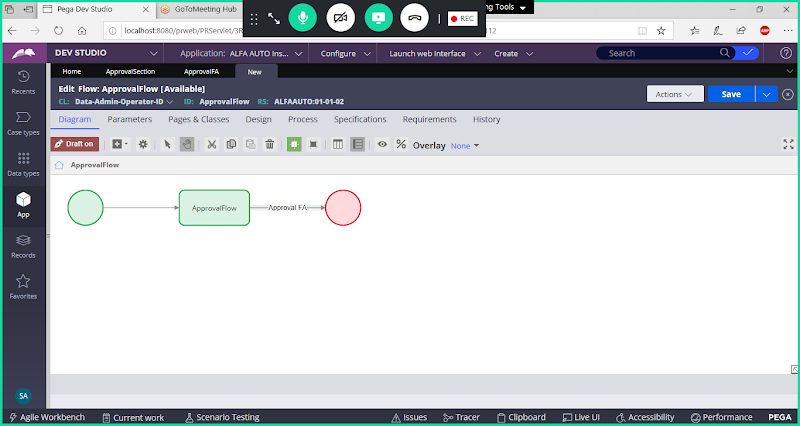 Pega Dev Studio
GoToMeeting Hub
REC
ng Tools
localhost:8080/prweb/PRServlet/3R
112
ABP
DEV STUDIO
Application: ALFA AUTO Ins...
Configure
Launch web interface
Create
Search
Home
ApprovalSection
ApprovalFA
New
Edit Flow: ApprovalFlow [Available]
CL: Data-Admin-Operator-ID ID: ApprovalFlow RS: ALFAAUTO:01-01-02
Actions
Save
Diagram
Parameters
Pages & Classes
Design
Process
Specifications
Requirements
History
Draft on
Overlay None
ApprovalFlow
ApprovalFlow
Approval FA
Recents
Case types
Data types
App
Records
Favorites
SA
Agile Workbench
Current work
Scenario Testing
Issues
Tracer
Clipboard
Live UI
Accessibility
Performance
PEGA